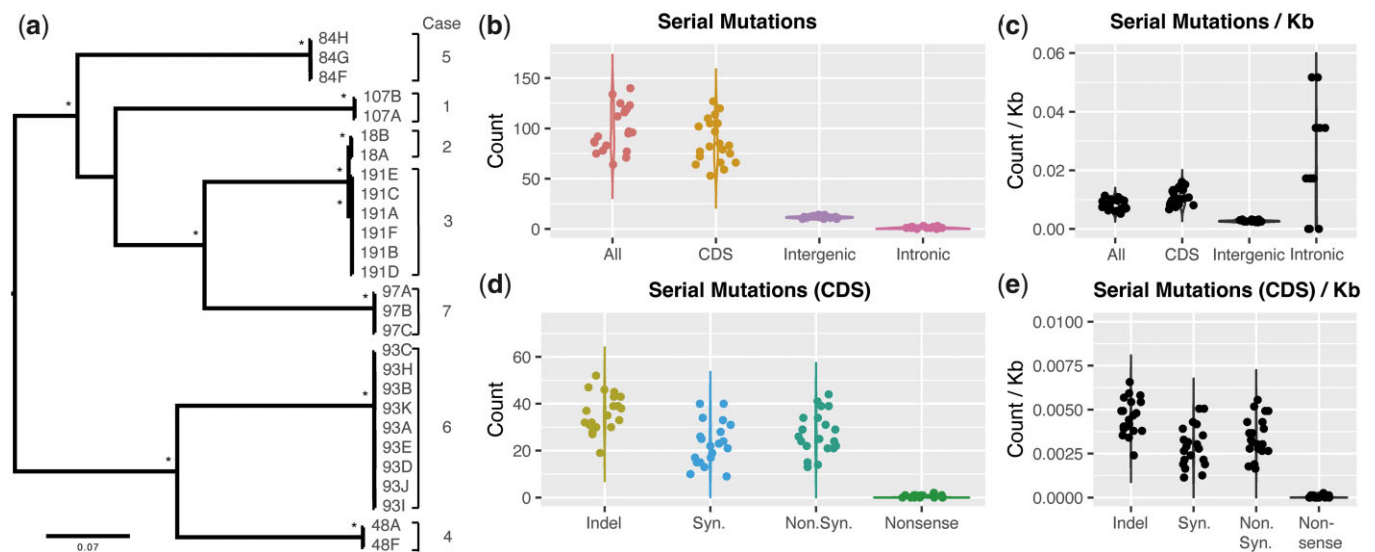 (a)
Case
84H
84G
84F
5
107B
107A
1
18B
18A
2
191E
191C
191A
191F
191B
191D
3
97A
97B
97C
7
93C
93H
93B
93K
93A
93E
93D
93J
93I
6
48A
48F
4
* * * * * * * * * * *
0.07
(b)
Serial Mutations
Count
150
100
50
0
All CDS Intergenic Intronic
(c)
Serial Mutations / Kb
Count / Kb
0.06
0.04
0.02
0.00
All CDS Intergenic Intronic
(d)
Serial Mutations (CDS)
Count
60
40
20
0
Indel Syn. Non.Syn. Nonsense
(e)
Serial Mutations (CDS) / Kb
Count / Kb
0.0100
0.0075
0.0050
0.0025
0.0000
Indel Syn. Non. Non-
Syn. sense